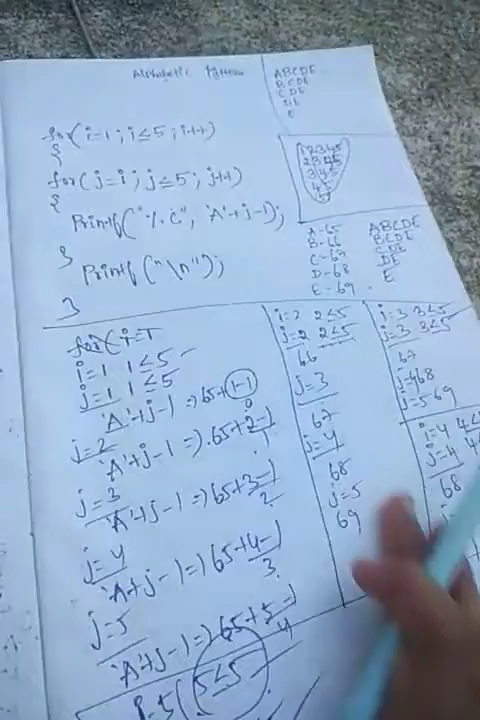 Alphabetic Pattern
for(i=1; i≤5; i++)
{
for(j=i; j≤5; j++)
{
Printf("%c", 'A'+j-1);
}
Printf("\n");
}
ABCDE
BCDE
CDE
DE
E
12345
2345
345
45
A-65
B-66
C-67
D-68
E-69
ABCDE
BCDE
CDE
DE
E
for(i=1
i=1 1≤5
j=1 1≤5
'A'+j-1 => 65+1-1
0
j=2
'A'+j-1 => 65+2-1
1
j=3
'A'+j-1 => 65+3-1
2
j=4
'A'+j-1 => 65+4-1
3
j=5
'A'+j-1 => 65+5-1
4
5≤5
i=2 2≤5
j=2 2≤5
66
j=3
67
j=4
68
j=5
69
i=3 3≤5
j=3 3≤5
67
j=4 68
j=5 69
i=4 4≤
j=4 4≤
68